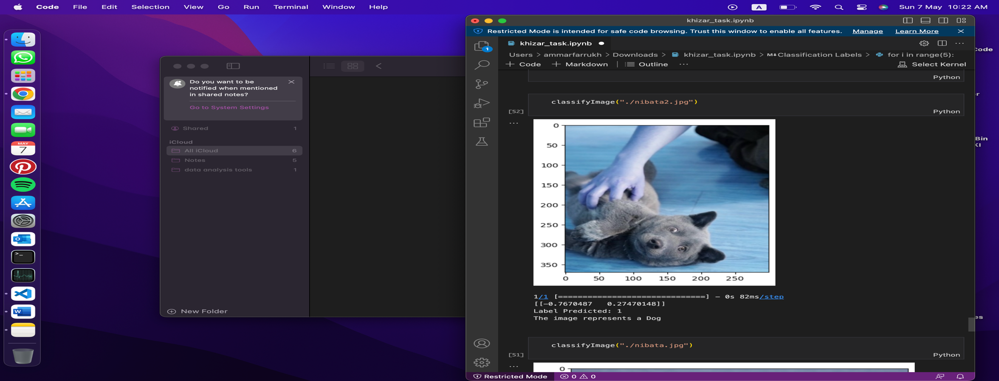 Code File Edit Selection View Go Run Terminal Window Help A Sun 7 May 10:22 AM
khizar_task.ipynb
Restricted Mode is intended for safe code browsing. Trust this window to enable all features. Manage Learn More
1
khizar_task.ipynb
Users > ammarfarrukh > Downloads > khizar_task.ipynb > M↓Classification Labels > for i in range(5):
+ Code + Markdown | Outline ... Select Kernel
Python
classifyImage("./nibata2.jpg")
[52] Python
...
0
50
100
150
200
250
300
350
0 50 100 150 200 250
1/1 [==============================] – 0s 82ms/step
[[–0.7670487   0.27470148]]
Label Predicted: 1
The image represents a Dog
classifyImage("./nibata.jpg")
[51] Python
...
0
Restricted Mode 0 0
Do you want to be
notified when mentioned
in shared notes?
Go to System Settings
Shared 1
iCloud
All iCloud 6
Notes 5
data analysis tools 1
New Folder
MAY
7
O
>_
W
Code
r
Bin
KI
es